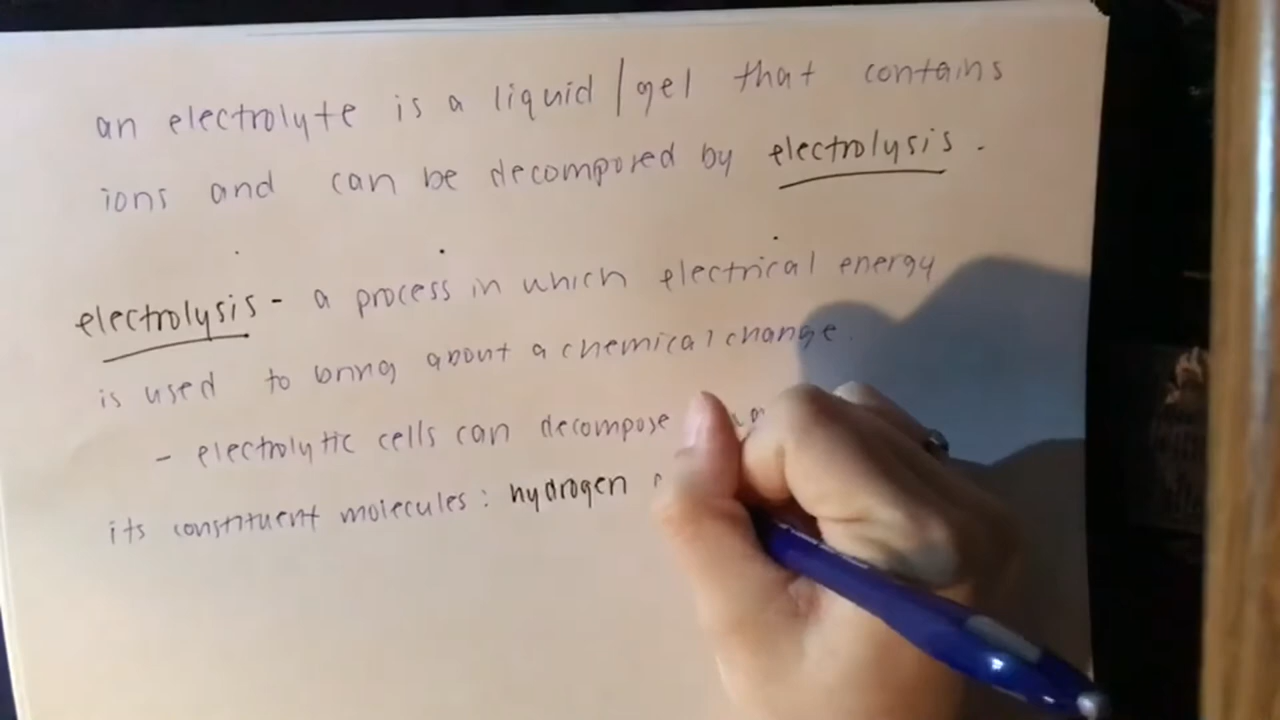 an electrolyte is a liquid/gel that contains
ions and can be decomposed by electrolysis.
electrolysis - a process in which electrical energy
is used to bring about a chemical change.
- electrolytic cells can decompose
its constituent molecules: hydrogen